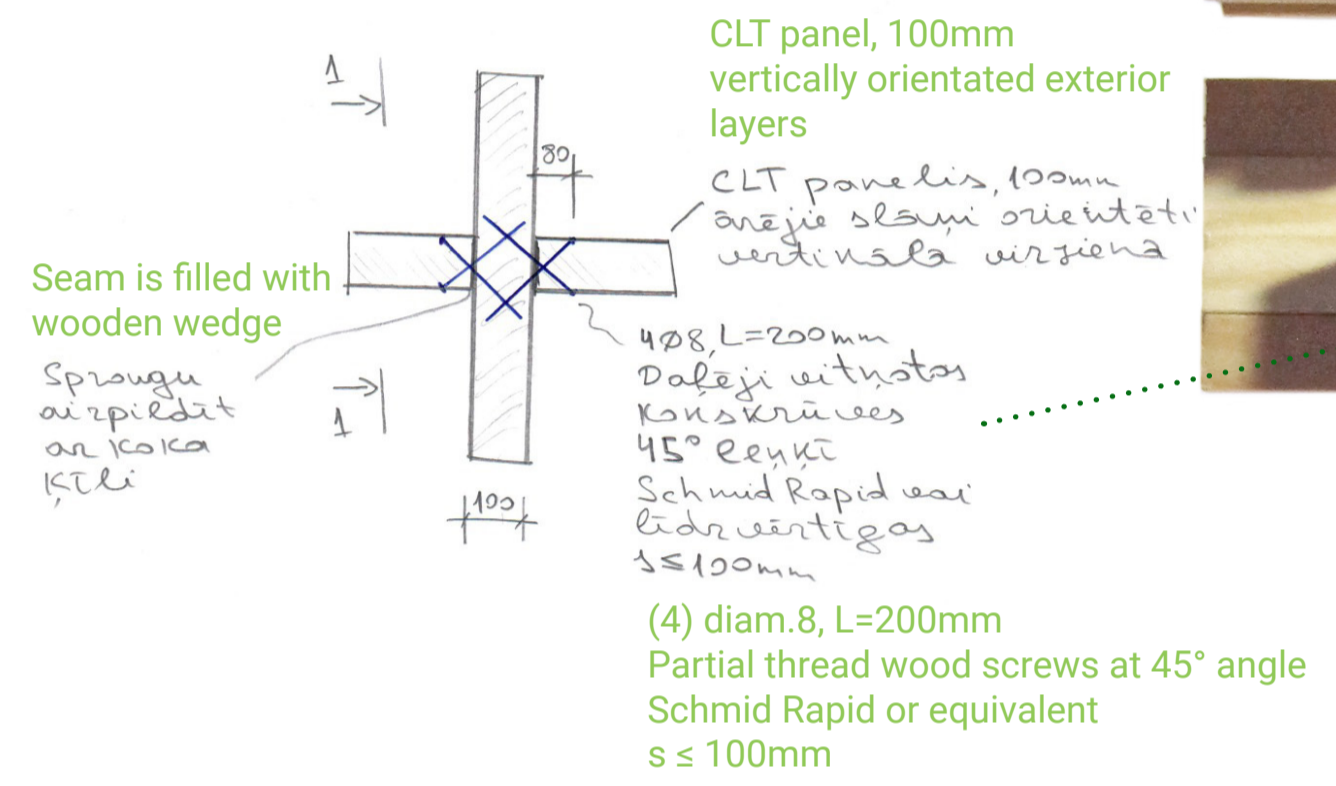 CLT panel, 100mm
vertically orientated exterior
layers
1
80
CLT panelis, 100mm
ārējie slāņi orientēti
vertikālā virzienā
Seam is filled with
wooden wedge
Spraugu
aizpildīt
ar koka
ķīli
1
100
4Ø8, L=200mm
Daļēji vītņotas
kokskrūves
45° leņķī
Schmid Rapid vai
līdzvērtīgas
s≤100mm
(4) diam.8, L=200mm
Partial thread wood screws at 45° angle
Schmid Rapid or equivalent
s ≤ 100mm